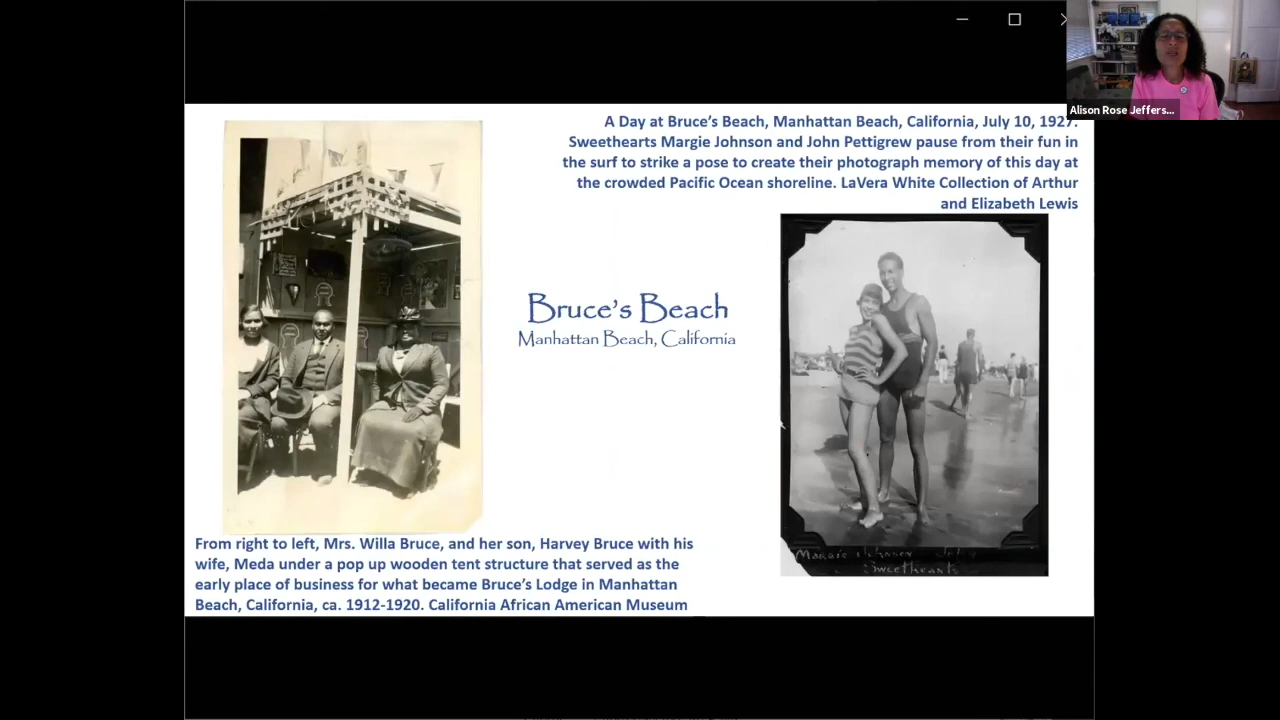 Alison Rose Jeffers...
A Day at Bruce's Beach, Manhattan Beach, California, July 10, 1927.
Sweethearts Margie Johnson and John Pettigrew pause from their fun in
the surf to strike a pose to create their photograph memory of this day at
the crowded Pacific Ocean shoreline. LaVera White Collection of Arthur
and Elizabeth Lewis
Bruce's Beach
Manhattan Beach, California
Margie Johnson John
Sweethearts
From right to left, Mrs. Willa Bruce, and her son, Harvey Bruce with his
wife, Meda under a pop up wooden tent structure that served as the
early place of business for what became Bruce's Lodge in Manhattan
Beach, California, ca. 1912-1920. California African American Museum